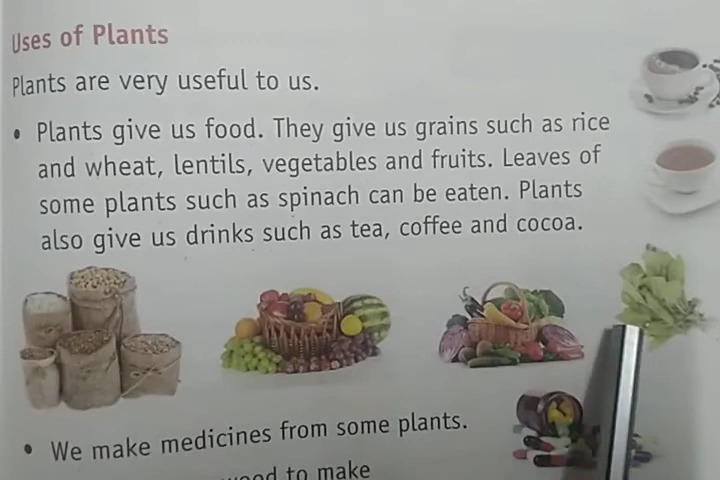 Uses of Plants
Plants are very useful to us.
• Plants give us food. They give us grains such as rice
and wheat, lentils, vegetables and fruits. Leaves of
some plants such as spinach can be eaten. Plants
also give us drinks such as tea, coffee and cocoa.
• We make medicines from some plants.
to make